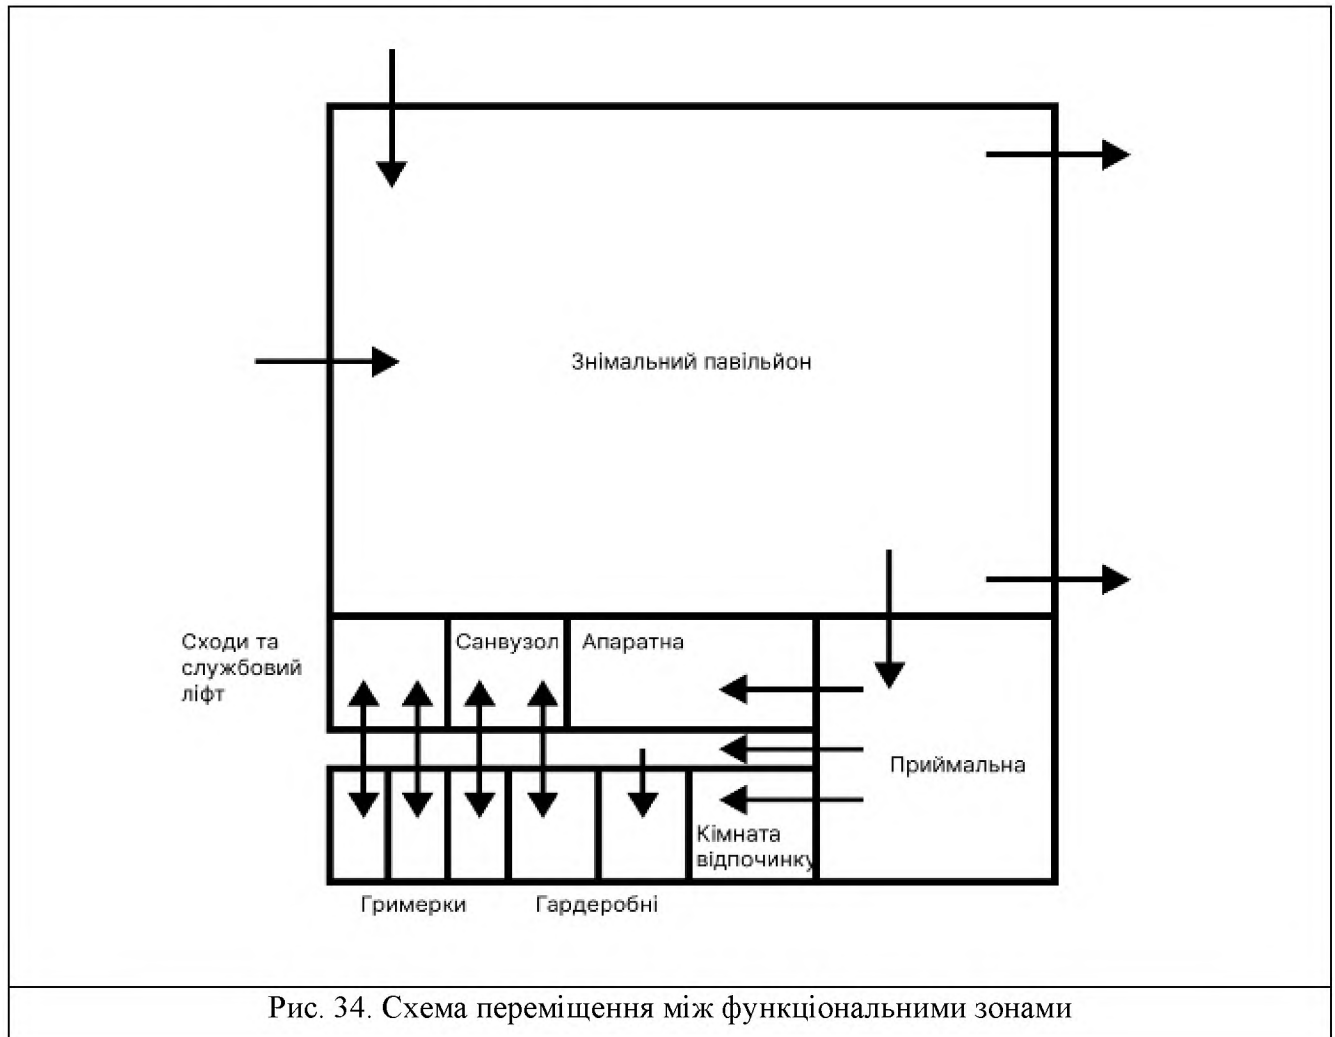 Знімальний павільйон
Сходи та
службовий
ліфт
Санвузол
Апаратна
Приймальна
Кімната
відпочинку
Гримерки
Гардеробні
Рис. 34. Схема переміщення між функціональними зонами